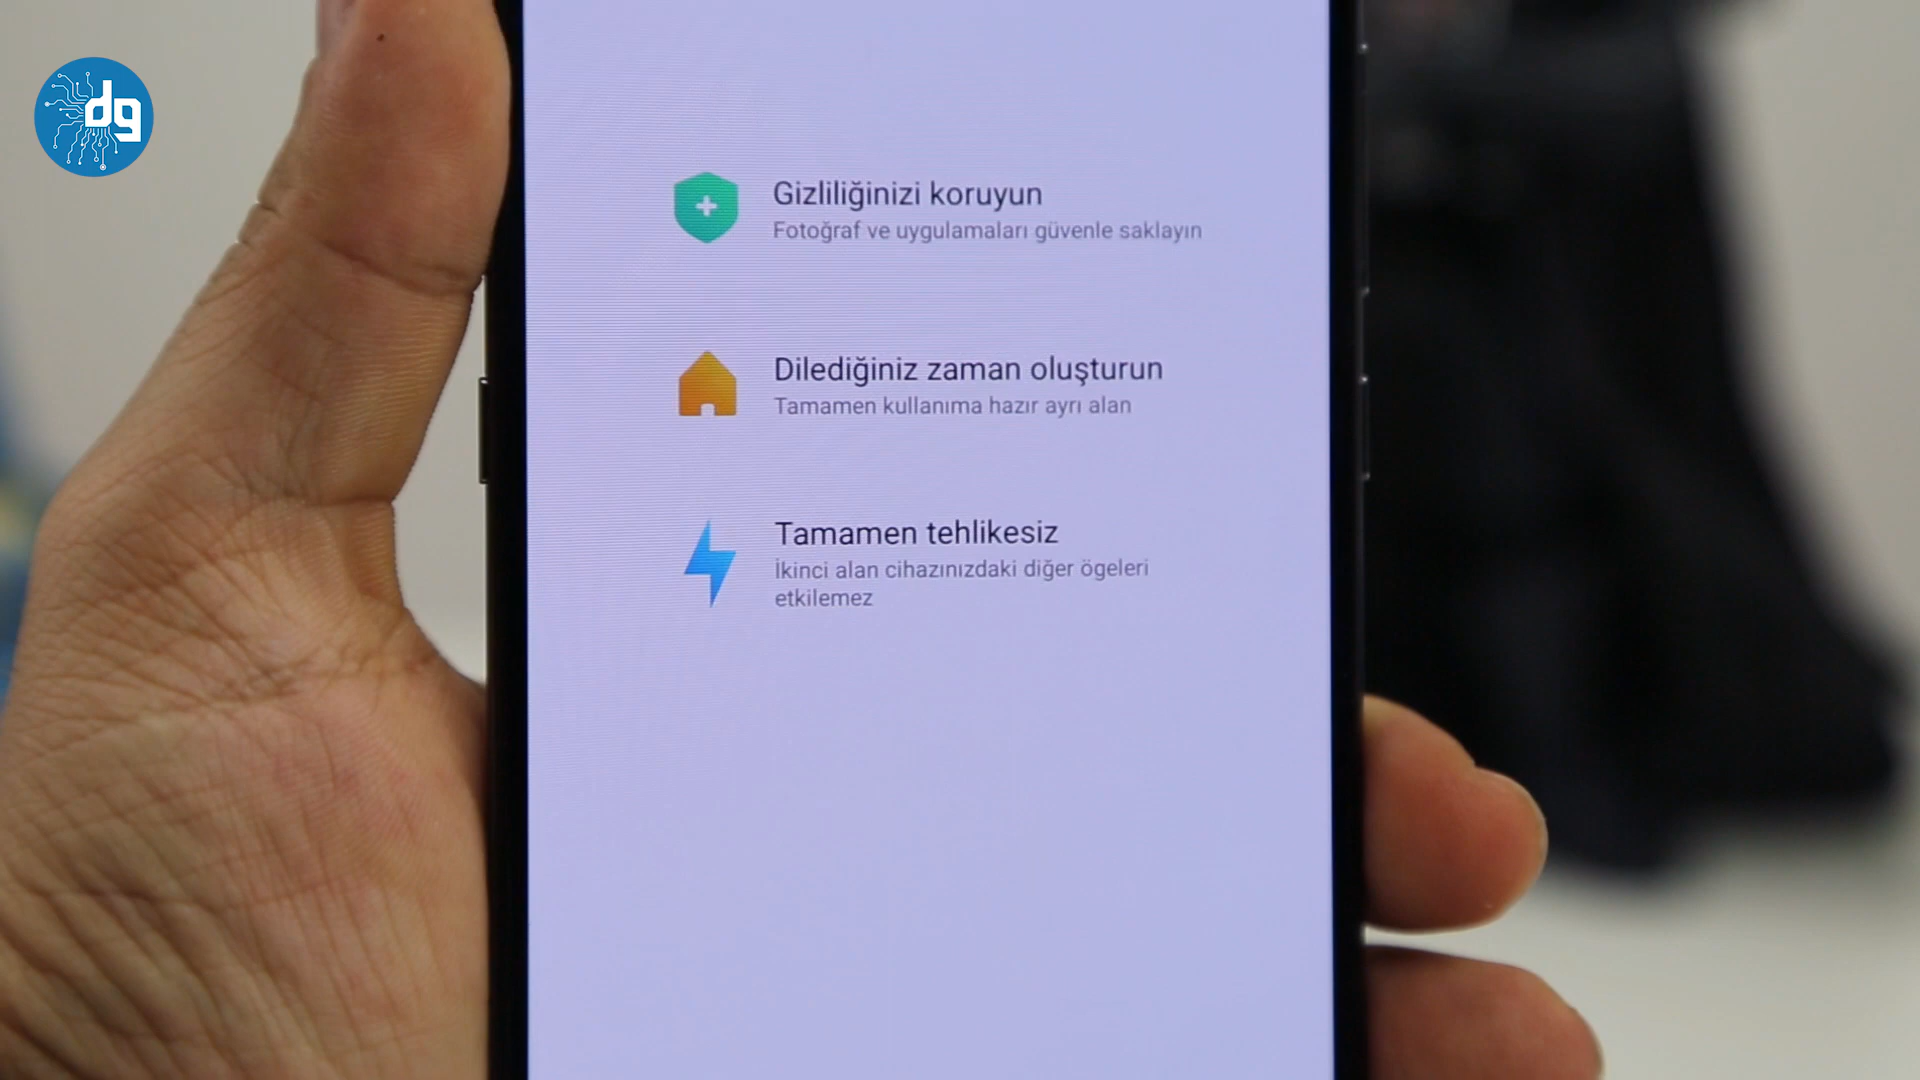 dg
Gizliliğinizi koruyun
Fotoğraf ve uygulamaları güvenle saklayın
Dilediğiniz zaman oluşturun
Tamamen kullanıma hazır ayrı alan
Tamamen tehlikesiz
İkinci alan cihazınızdaki diğer ögeleri
etkilemez